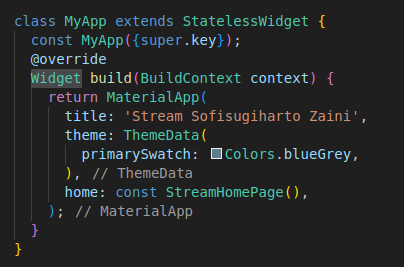 class MyApp extends StatelessWidget {
  const MyApp({super.key});
  @override
  Widget build(BuildContext context) {
    return MaterialApp(
      title: 'Stream Sofisugiharto Zaini',
      theme: ThemeData(
        primarySwatch: Colors.blueGrey,
      ), // ThemeData
      home: const StreamHomePage(),
    ); // MaterialApp
  }
}